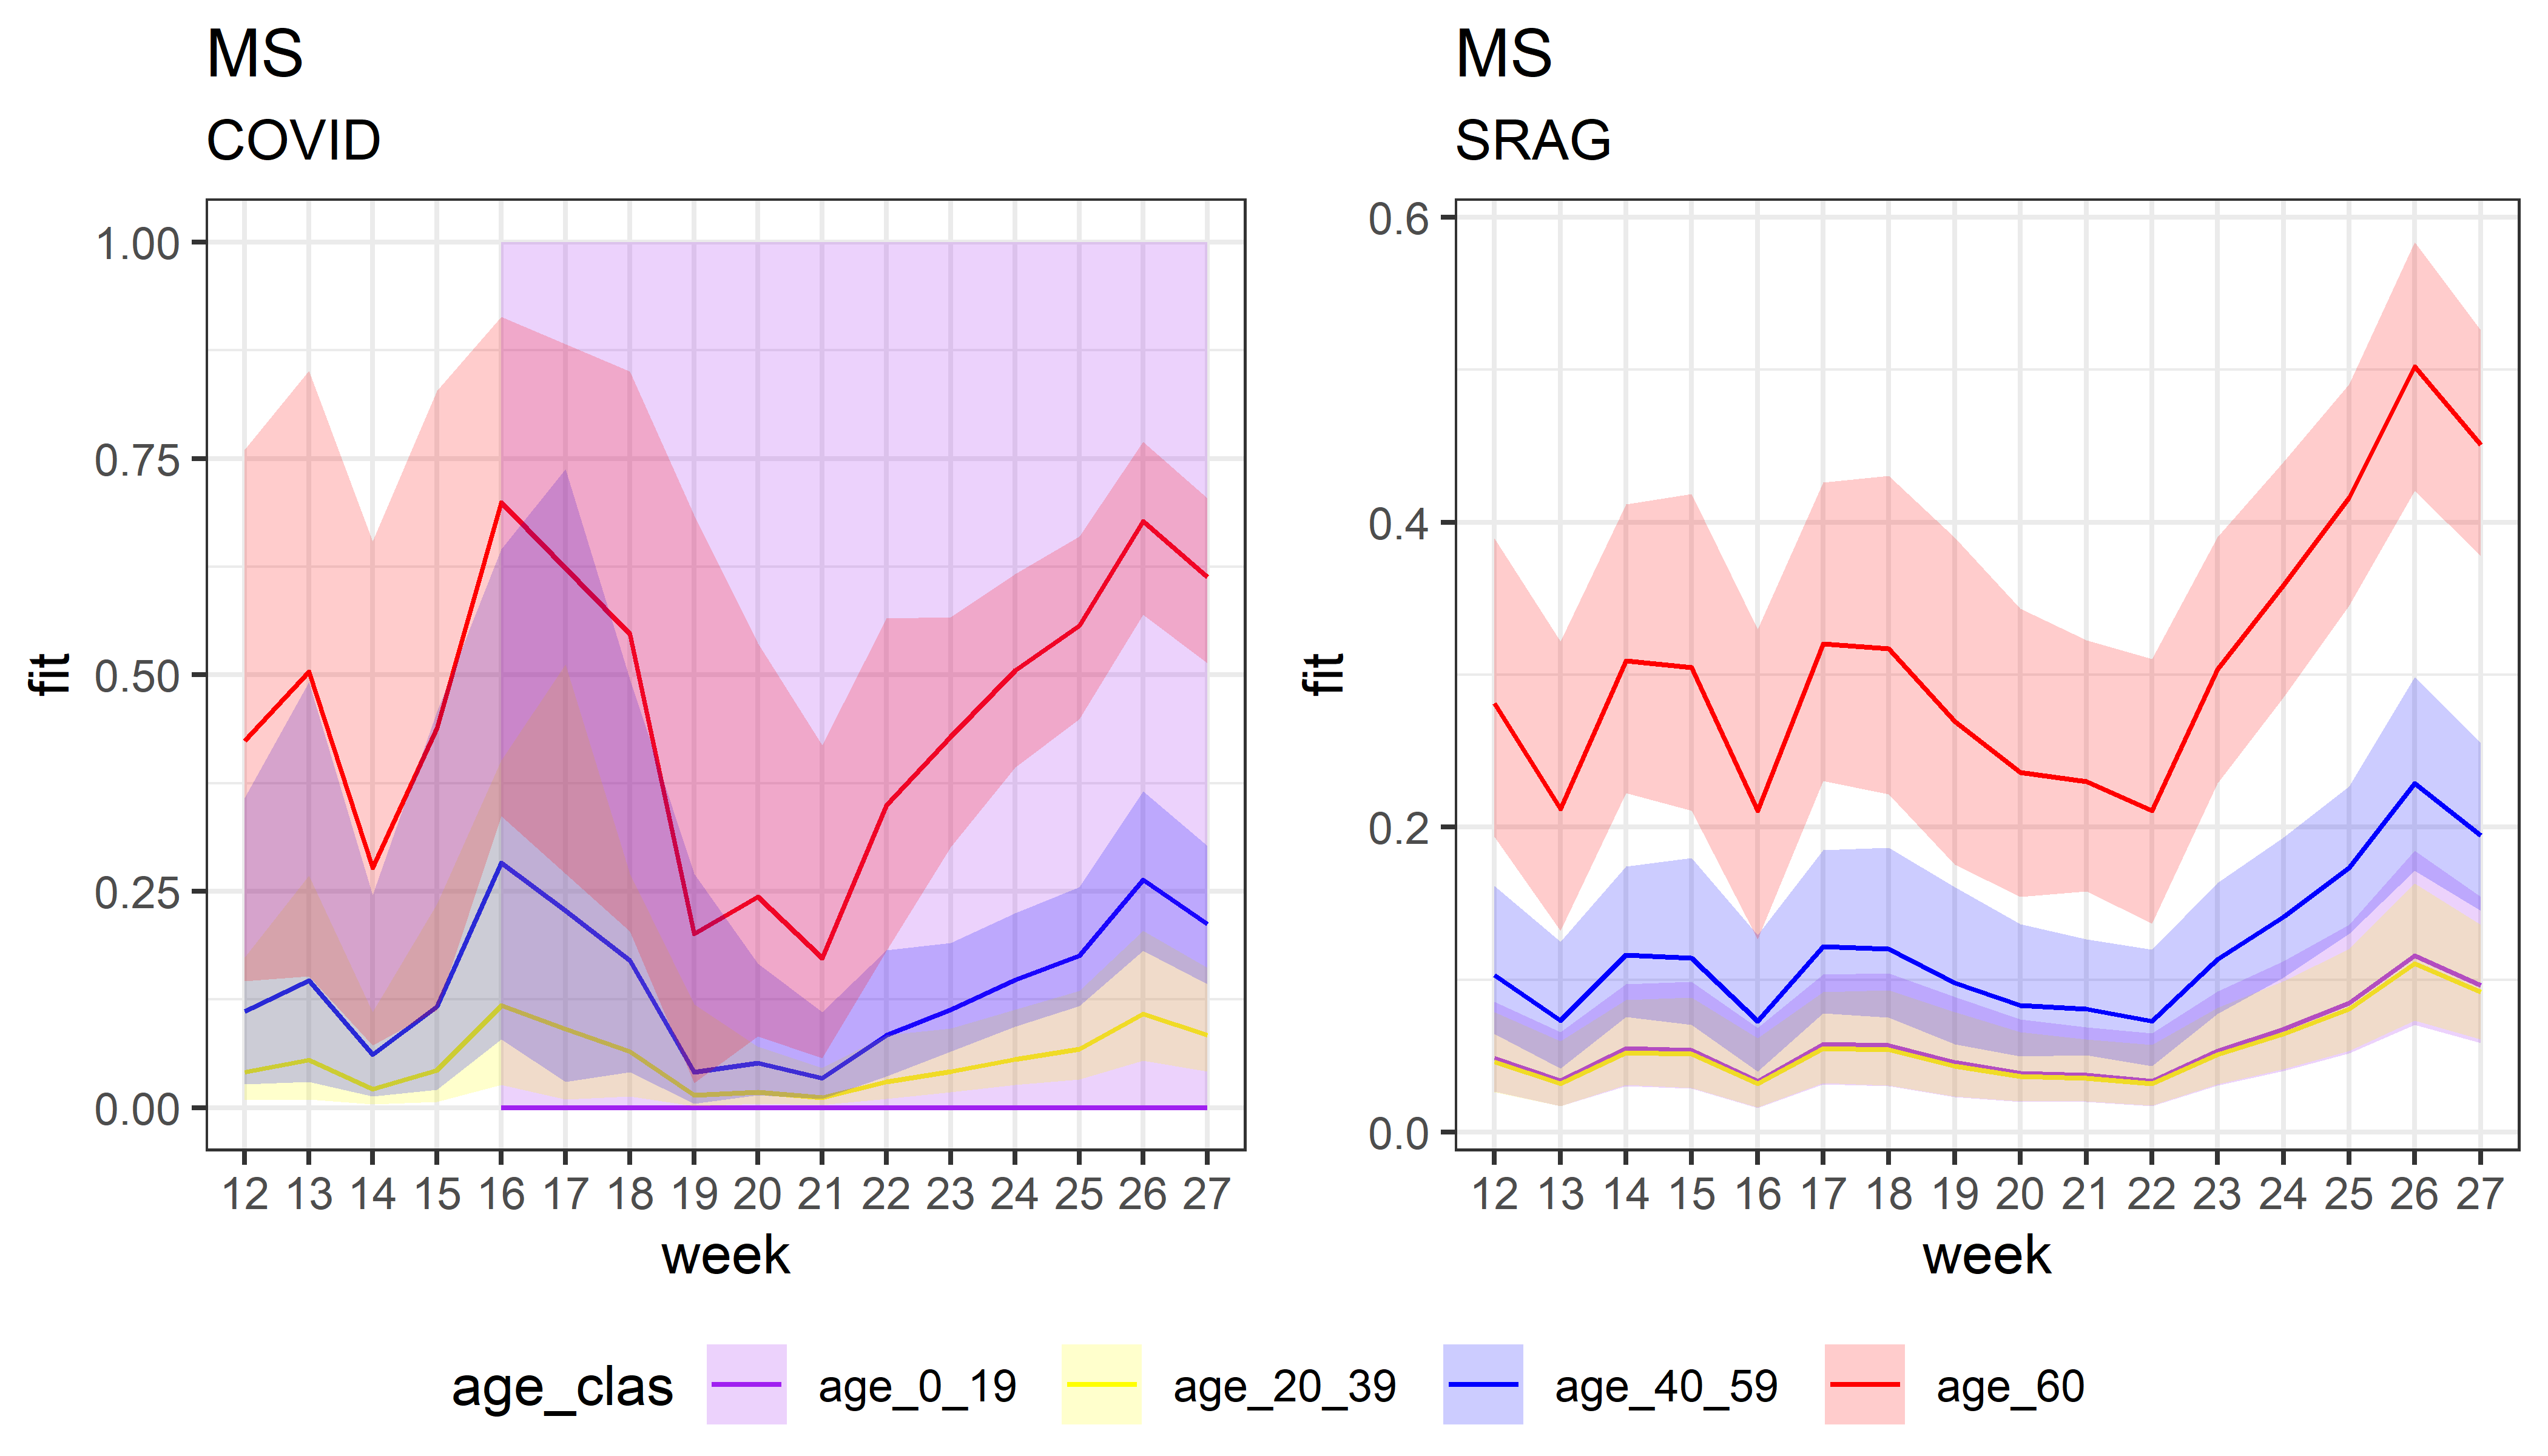 MS
COVID
fit
1.00
0.75
0.50
0.25
0.00
12 13 14 15 16 17 18 19 20 21 22 23 24 25 26 27
week
MS
SRAG
fit
0.6
0.4
0.2
0.0
12 13 14 15 16 17 18 19 20 21 22 23 24 25 26 27
week
age_clas age_0_19 age_20_39 age_40_59 age_60